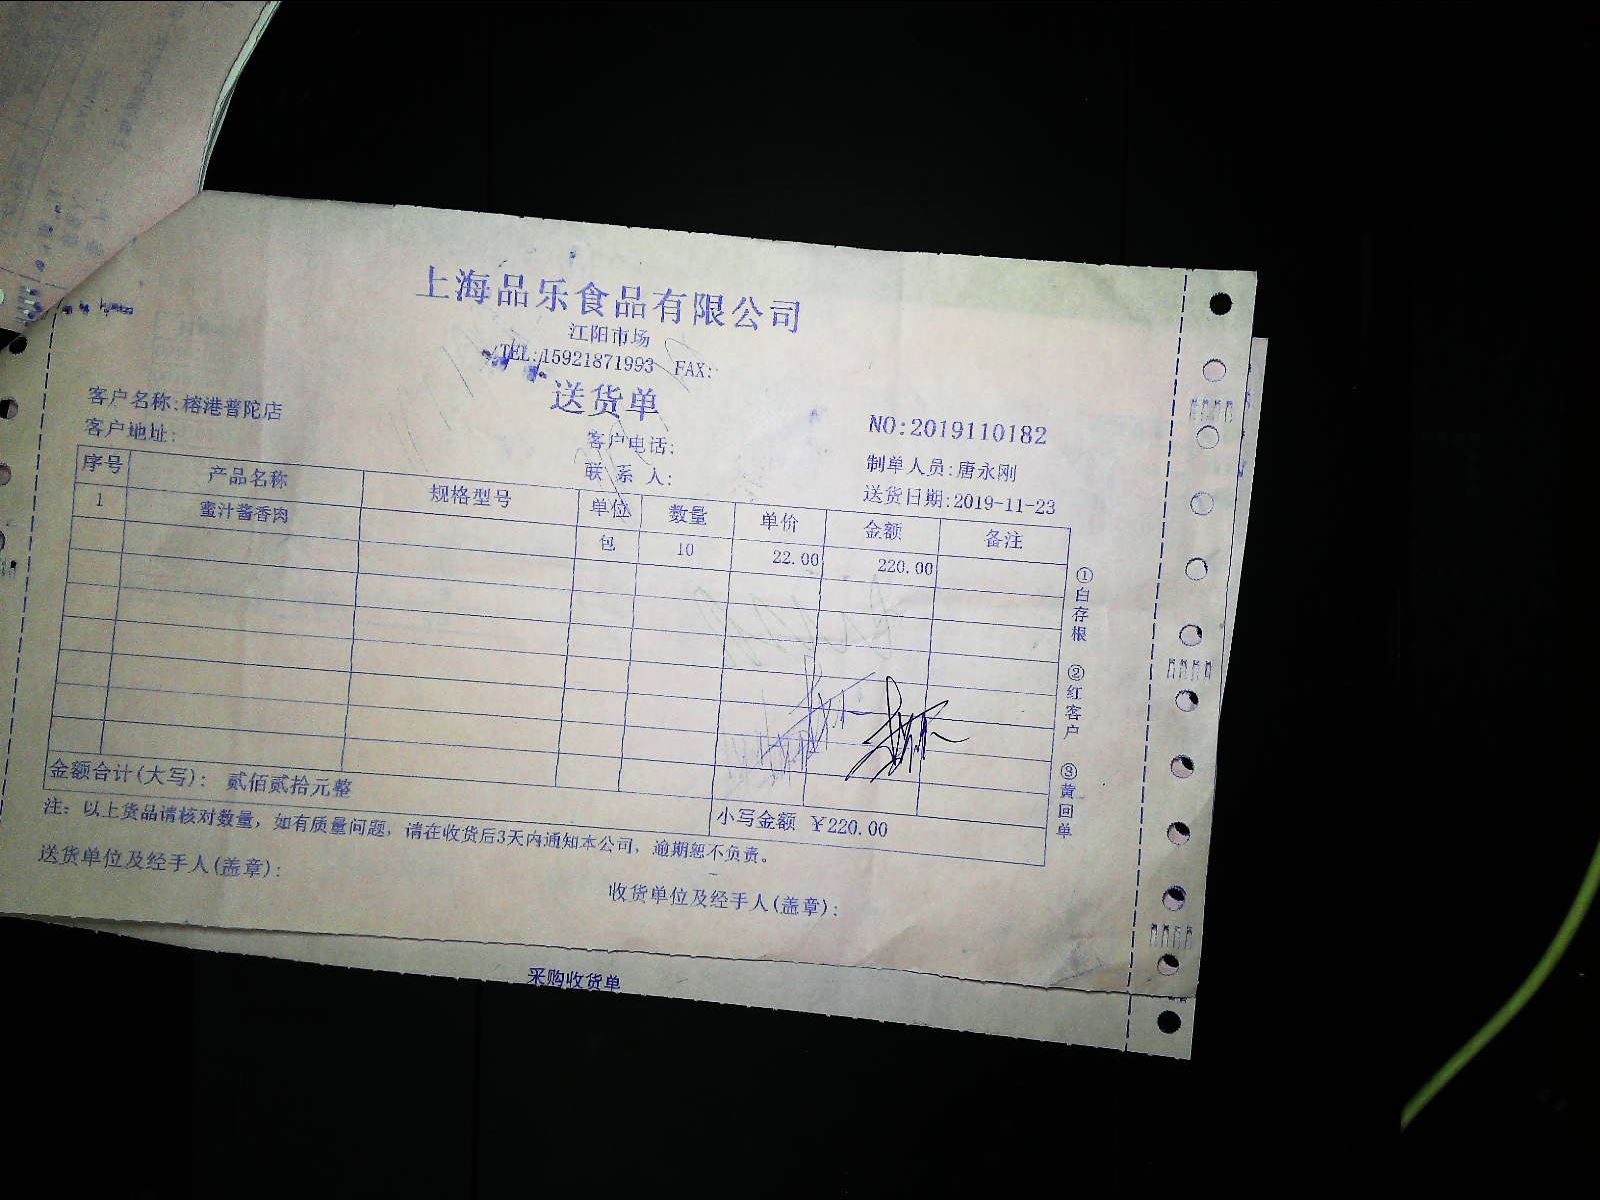 上海品乐食品有限公司
江阳市场
TEL:15921871993 FAX:
送货单
客户名称:榕港普陀店
NO:2019110182
客户地址:
客户电话:
制单人员:唐永刚
联 系 人:
送货日期:2019-11-23
序号 产品名称 规格型号 单位 数量 单价 金额 备注
1 蜜汁酱香肉 包 10 22.00 220.00
①白存根 ②红客户 ③黄回单
金额合计(大写): 贰佰贰拾元整
小写金额 ¥220.00
注: 以上货品请核对数量, 如有质量问题, 请在收货后3天内通知本公司, 逾期恕不负责。
送货单位及经手人(盖章):
收货单位及经手人(盖章):
采购收货单